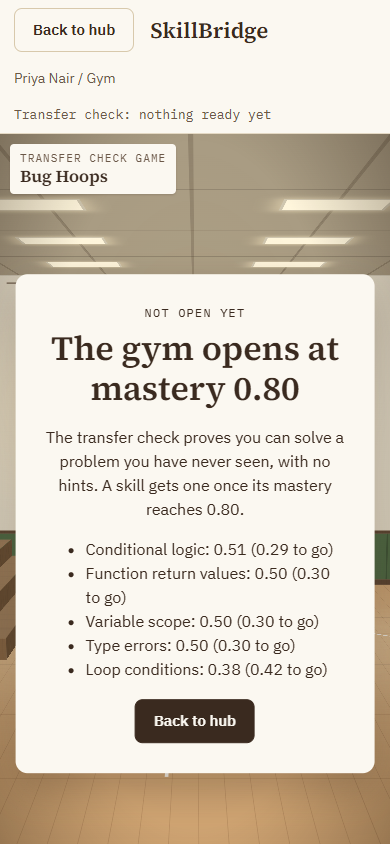 Back to hub
SkillBridge
Priya Nair / Gym
Transfer check: nothing ready yet
TRANSFER CHECK GAME
Bug Hoops
NOT OPEN YET
The gym opens at
mastery 0.80
The transfer check proves you can solve a
problem you have never seen, with no
hints. A skill gets one once its mastery
reaches 0.80.
• Conditional logic: 0.51 (0.29 to go)
• Function return values: 0.50 (0.30
to go)
• Variable scope: 0.50 (0.30 to go)
• Type errors: 0.50 (0.30 to go)
• Loop conditions: 0.38 (0.42 to go)
Back to hub